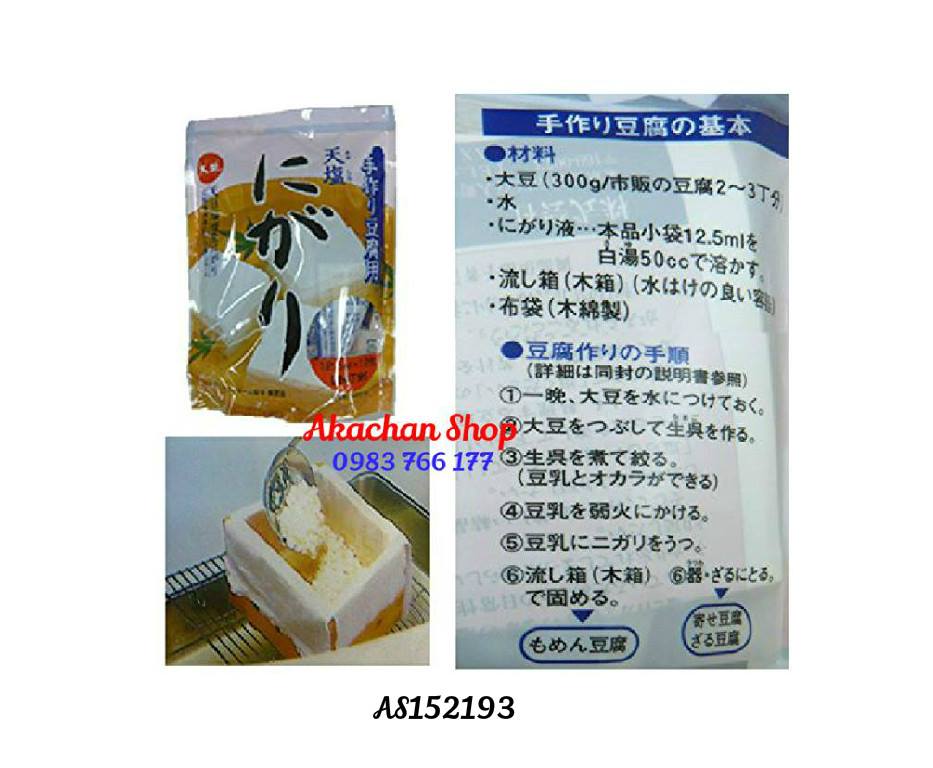 手作り豆腐用
天塩
にがり
Akachan Shop
0983 766 177
手作り豆腐の基本
●材料
・大豆(300g/市販の豆腐2〜3丁分)
・水
・にがり液…本品小袋12.5mlを
白湯50ccで溶かす。
・流し箱(木箱)(水はけの良い容器)
・布袋(木綿製)
●豆腐作りの手順
(詳細は同封の説明書参照)
①一晩、大豆を水につけておく。
②大豆をつぶして生呉を作る。
③生呉を煮て絞る。
(豆乳とオカラができる)
④豆乳を弱火にかける。
⑤豆乳にニガリをうつ。
⑥流し箱(木箱)
で固める。
もめん豆腐
⑥器・ざるにとる。
寄せ豆腐
ざる豆腐
AS152193